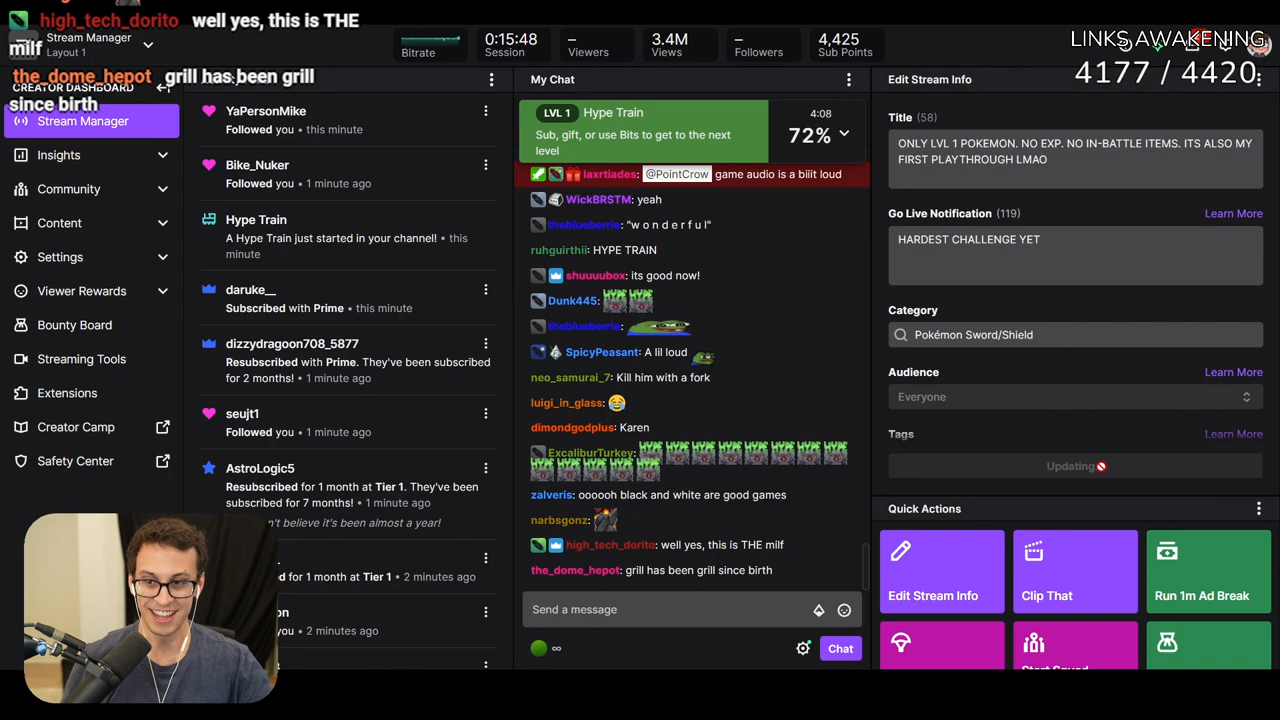 high_tech_dorito well yes, this is THE
milf
the_dome_hepot grill has been grill
since birth
Stream Manager
Layout 1
Bitrate
0:15:48
Session
–
Viewers
3.4M
Views
–
Followers
4,425
Sub Points
LINKS AWAKENING
4177 / 4420
CREATOR DASHBOARD
Stream Manager
Insights
Community
Content
Settings
Viewer Rewards
Bounty Board
Streaming Tools
Extensions
Creator Camp
Safety Center
YaPersonMike
Followed you • this minute
Bike_Nuker
Followed you • 1 minute ago
Hype Train
A Hype Train just started in your channel! • this
minute
daruke__
Subscribed with Prime • this minute
dizzydragoon708_5877
Resubscribed with Prime. They've been subscribed
for 2 months! • 1 minute ago
seujt1
Followed you • 1 minute ago
AstroLogic5
Resubscribed for 1 month at Tier 1. They've been
subscribed for 7 months! • 1 minute ago
believe it's been almost a year!
for 1 month at Tier 1 • 2 minutes ago
you • 2 minutes ago
My Chat
LVL 1 Hype Train
Sub, gift, or use Bits to get to the next
level
4:08
72%
laxrtiades: @PointCrow game audio is a biiit loud
WickBRSTM: yeah
theblueberrie: "w o n d e r f u l"
ruhguirthii: HYPE TRAIN
shuuuubox: its good now!
Dunk445:
theblueberrie:
SpicyPeasant: A lil loud
neo_samurai_7: Kill him with a fork
luigi_in_glass:
dimondgodplus: Karen
ExcaliburTurkey:
zalveris: oooooh black and white are good games
narbsgonz:
high_tech_dorito: well yes, this is THE milf
the_dome_hepot: grill has been grill since birth
Send a message
∞
Chat
Edit Stream Info
Title (58)
ONLY LVL 1 POKEMON. NO EXP. NO IN-BATTLE ITEMS. ITS ALSO MY
FIRST PLAYTHROUGH LMAO
Go Live Notification (119)
Learn More
HARDEST CHALLENGE YET
Category
Pokémon Sword/Shield
Audience
Learn More
Everyone
Tags
Learn More
Updating
Quick Actions
Edit Stream Info
Clip That
Run 1m Ad Break